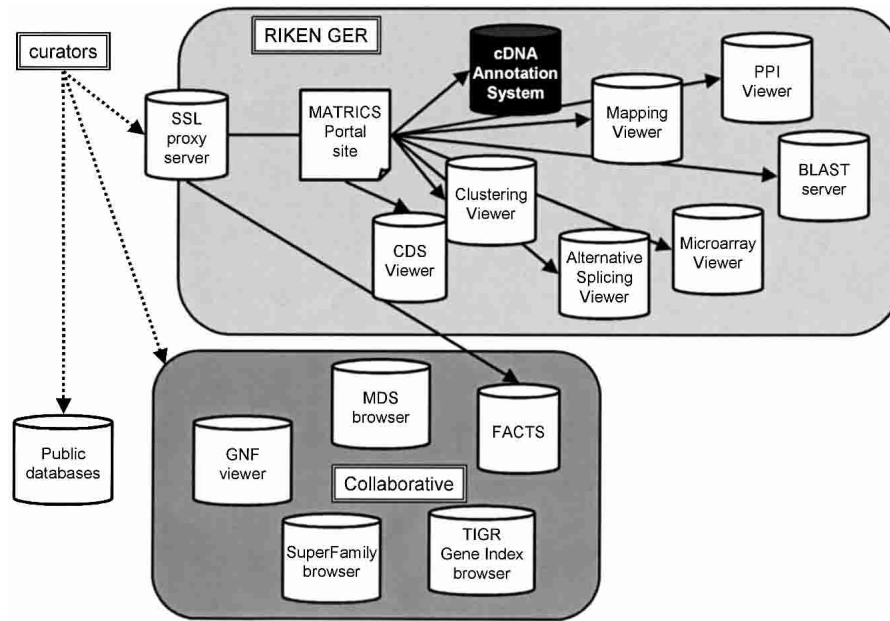 curators
RIKEN GER
cDNA
Annotation
System
PPI
Viewer
SSL
proxy
server
MATRICS
Portal
site
Mapping
Viewer
BLAST
server
Clustering
Viewer
CDS
Viewer
Alternative
Splicing
Viewer
Microarray
Viewer
MDS
browser
FACTS
Public
databases
GNF
viewer
Collaborative
SuperFamily
browser
TIGR
Gene Index
browser